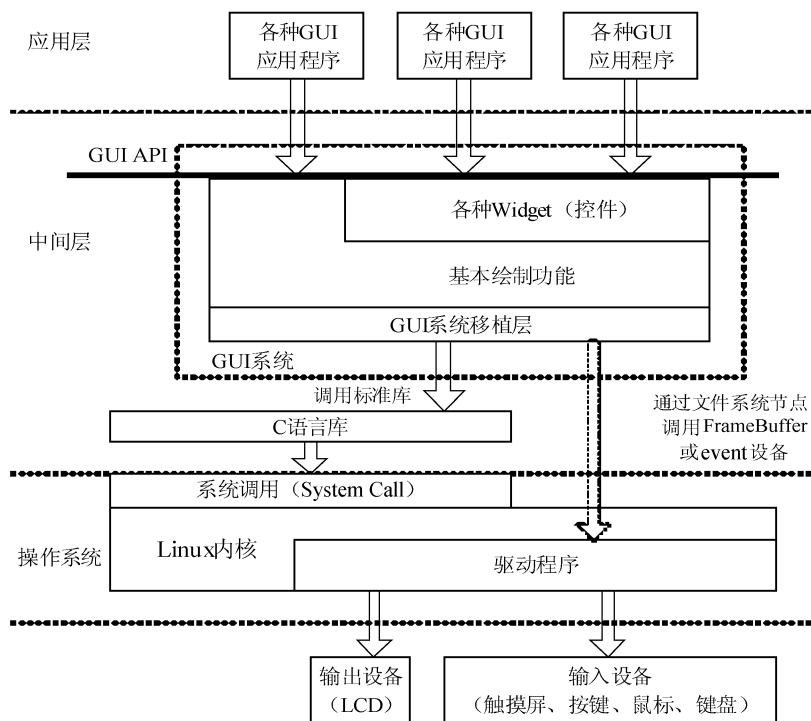 应用层
各种GUI
应用程序
各种GUI
应用程序
各种GUI
应用程序
GUI API
中间层
各种Widget（控件）
基本绘制功能
GUI系统移植层
GUI系统
调用标准库
C语言库
通过文件系统节点
调用FrameBuffer
或event设备
系统调用（System Call）
操作系统
Linux内核
驱动程序
输出设备
（LCD）
输入设备
（触摸屏、按键、鼠标、键盘）